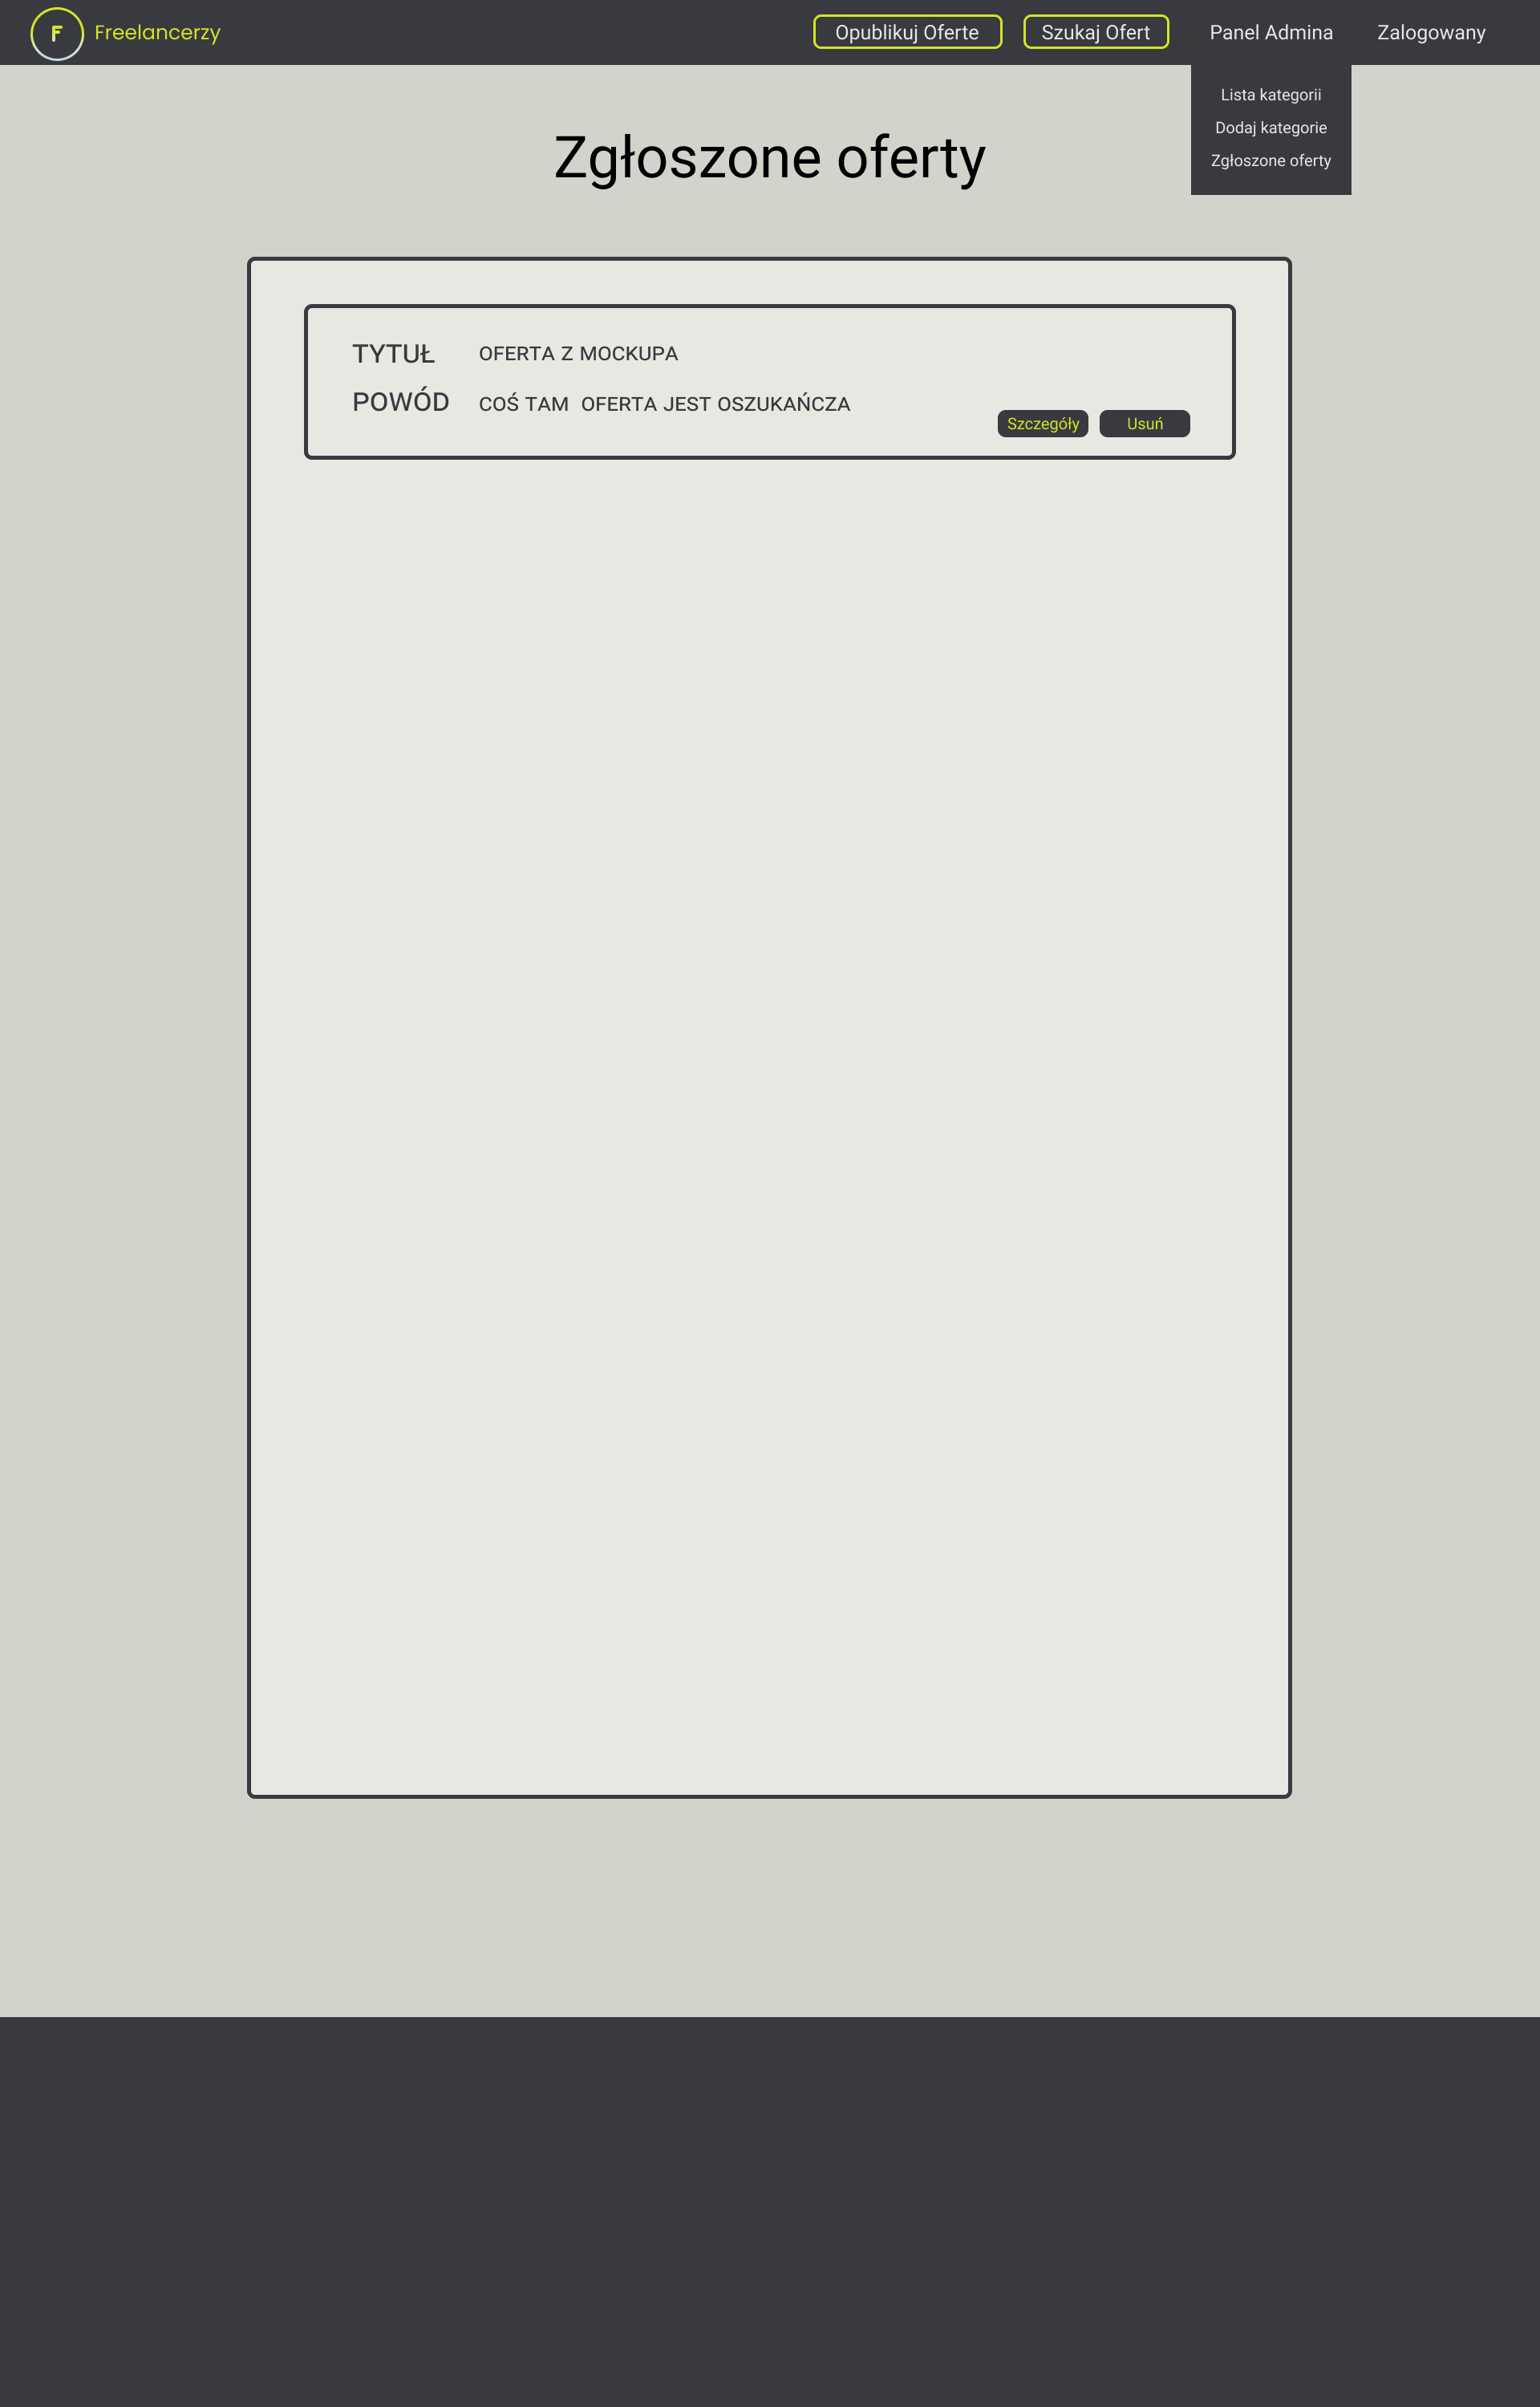 F Freelancerzy Opublikuj Oferte Szukaj Ofert Panel Admina Zalogowany
Lista kategorii
Dodaj kategorie
Zgłoszone oferty
Zgłoszone oferty
TYTUŁ OFERTA Z MOCKUPA
POWÓD COŚ TAM  OFERTA JEST OSZUKAŃCZA
Szczegóły Usuń